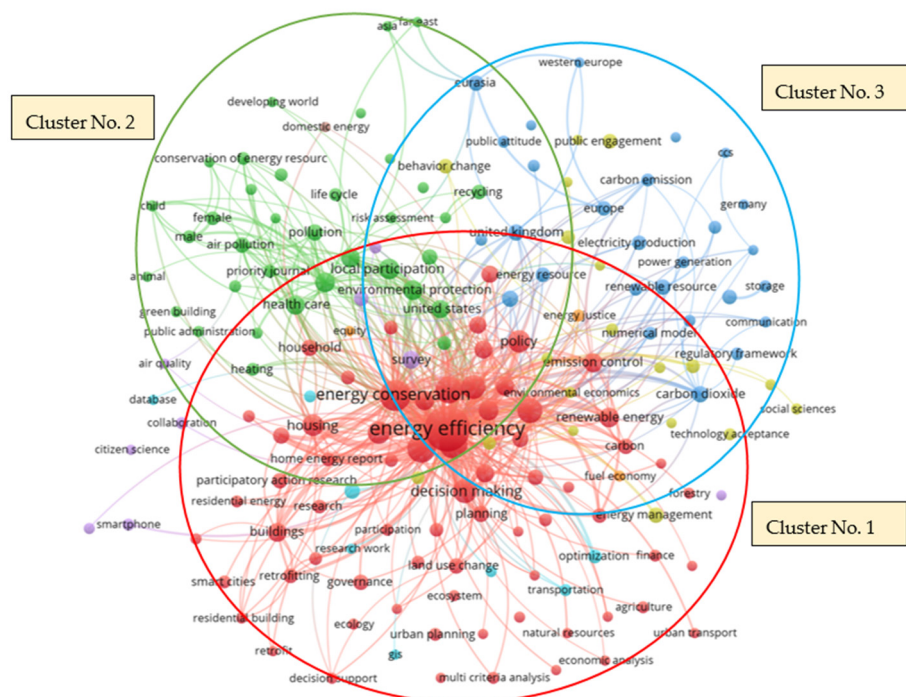 asia
far east
western europe
Cluster No. 3
eurasia
Cluster No. 2
developing world
domestic energy
public attitude
public engagement
conservation of energy resourc
behavior change
ccs
life cycle
recycling
carbon emission
germany
child
female
risk assessment
europe
male
pollution
united kingdom
air pollution
electricity production
local participation
power generation
animal
priority journal
environmental protection
energy resource
renewable resource
storage
green building
health care
united states
energy justice
communication
public administration
equity
numerical model
household
policy
regulatory framework
air quality
survey
emission control
heating
database
energy conservation
environmental economics
carbon dioxide
social sciences
collaboration
housing
energy efficiency
renewable energy
technology acceptance
citizen science
home energy report
carbon
participatory action research
fuel economy
residential energy
research
decision making
forestry
smartphone
planning
energy management
Cluster No. 1
buildings
participation
research work
optimization
finance
smart cities
retrofitting
governance
land use change
transportation
residential building
ecosystem
agriculture
ecology
urban planning
natural resources
urban transport
retrofit
gis
economic analysis
decision support
multi criteria analysis